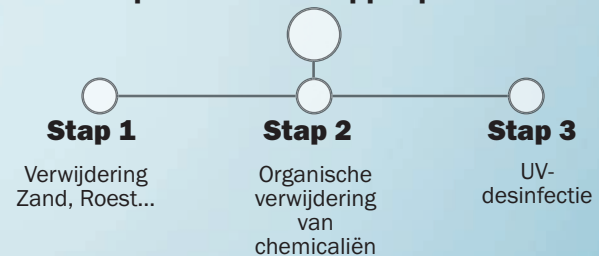 Stap 1
Stap 2
Stap 3
Verwijdering
Zand, Roest...
Organische
verwijdering
van
chemicaliën
UV-
desinfectie